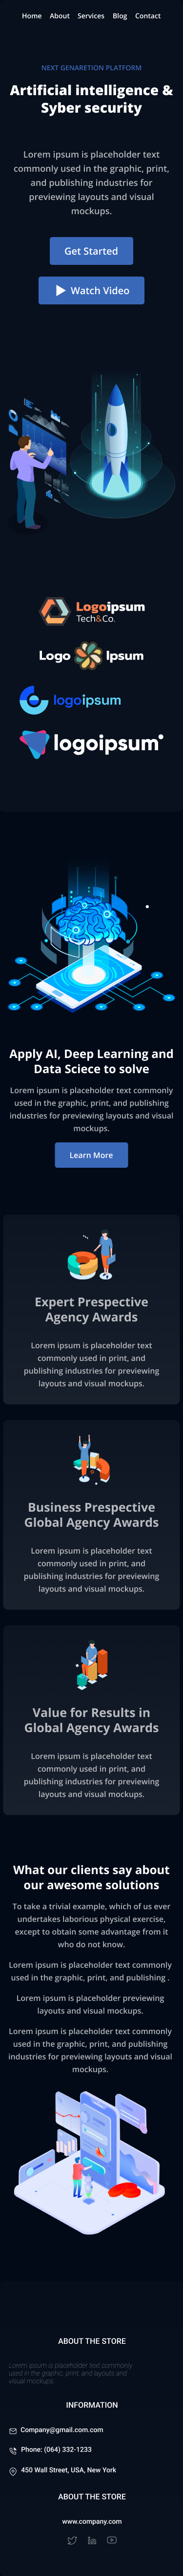 Home About Services Blog Contact
NEXT GENARETION PLATFORM
Artificial intelligence &
Syber security
Lorem ipsum is placeholder text
commonly used in the graphic, print,
and publishing industries for
previewing layouts and visual
mockups.
Get Started
Watch Video
Logoipsum
Tech&Co.
Logo Ipsum
logoipsum
logoipsum
Apply AI, Deep Learning and
Data Sciece to solve
Lorem ipsum is placeholder text commonly
used in the graphic, print, and publishing
industries for previewing layouts and visual
mockups.
Learn More
Expert Prespective
Agency Awards
Lorem ipsum is placeholder text
commonly used in print, and
publishing industries for previewing
layouts and visual mockups.
Business Prespective
Global Agency Awards
Lorem ipsum is placeholder text
commonly used in print, and
publishing industries for previewing
layouts and visual mockups.
Value for Results in
Global Agency Awards
Lorem ipsum is placeholder text
commonly used in print, and
publishing industries for previewing
layouts and visual mockups.
What our clients say about
our awesome solutions
To take a trivial example, which of us ever
undertakes laborious physical exercise,
except to obtain some advantage from it
who do not know.
Lorem ipsum is placeholder text commonly
used in the graphic, print, and publishing .
Lorem ipsum is placeholder previewing
layouts and visual mockups.
Lorem ipsum is placeholder text commonly
used in the graphic, print, and publishing
industries for previewing layouts and visual
mockups.
ABOUT THE STORE
Lorem ipsum is placeholder text commonly
used in the graphic, print, and layouts and
visual mockups.
INFORMATION
Company@gmail.com.com
Phone: (064) 332-1233
450 Wall Street, USA, New York
ABOUT THE STORE
www.company.com